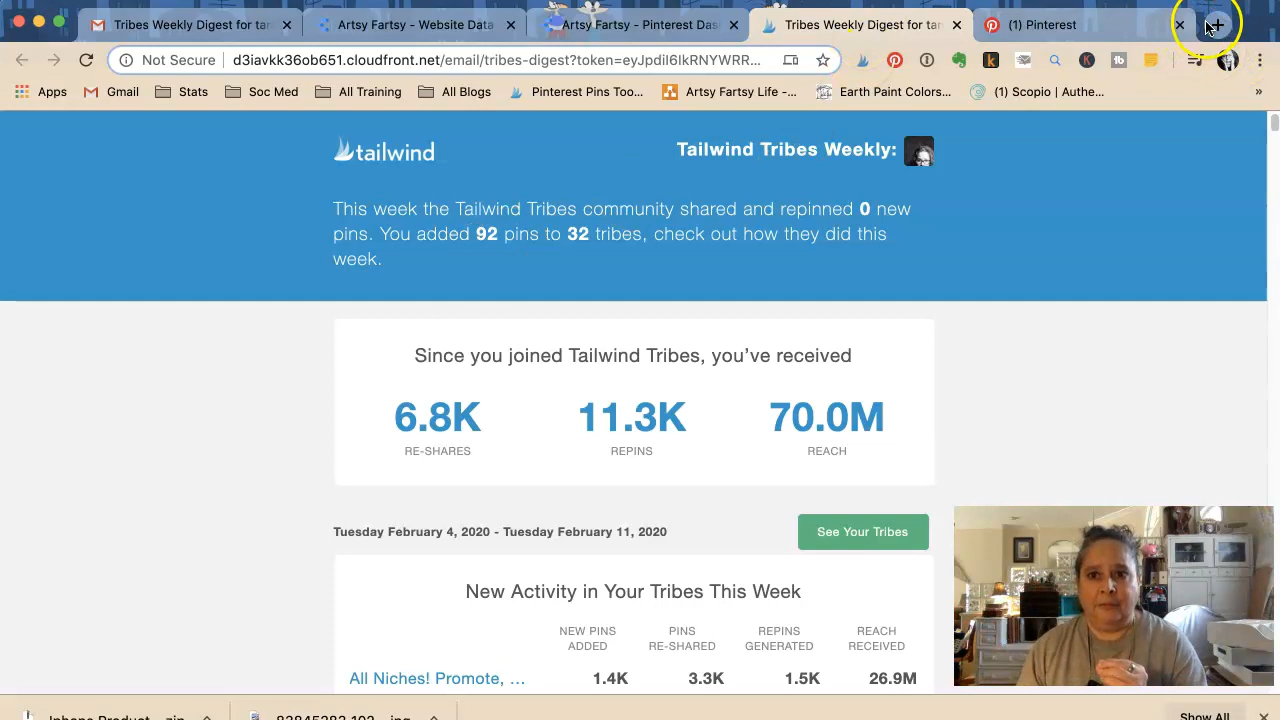 Tribes Weekly Digest for tar
Artsy Fartsy - Website Data
Artsy Fartsy - Pinterest Das
Tribes Weekly Digest for tar
(1) Pinterest
Not Secure
d3iavkk36ob651.cloudfront.net/email/tribes-digest?token=eyJpdiI6IkRNYWRR...
Apps
Gmail
Stats
Soc Med
All Training
All Blogs
Pinterest Pins Too...
Artsy Fartsy Life -...
Earth Paint Colors...
(1) Scopio | Authe...
»
tailwind
Tailwind Tribes Weekly:
This week the Tailwind Tribes community shared and repinned 0 new
pins. You added 92 pins to 32 tribes, check out how they did this
week.
Since you joined Tailwind Tribes, you've received
6.8K 11.3K 70.0M
RE-SHARES REPINS REACH
Tuesday February 4, 2020 - Tuesday February 11, 2020
See Your Tribes
New Activity in Your Tribes This Week
NEW PINS ADDED
PINS RE-SHARED
REPINS GENERATED
REACH RECEIVED
All Niches! Promote, ... 1.4K 3.3K 1.5K 26.9M
Show All